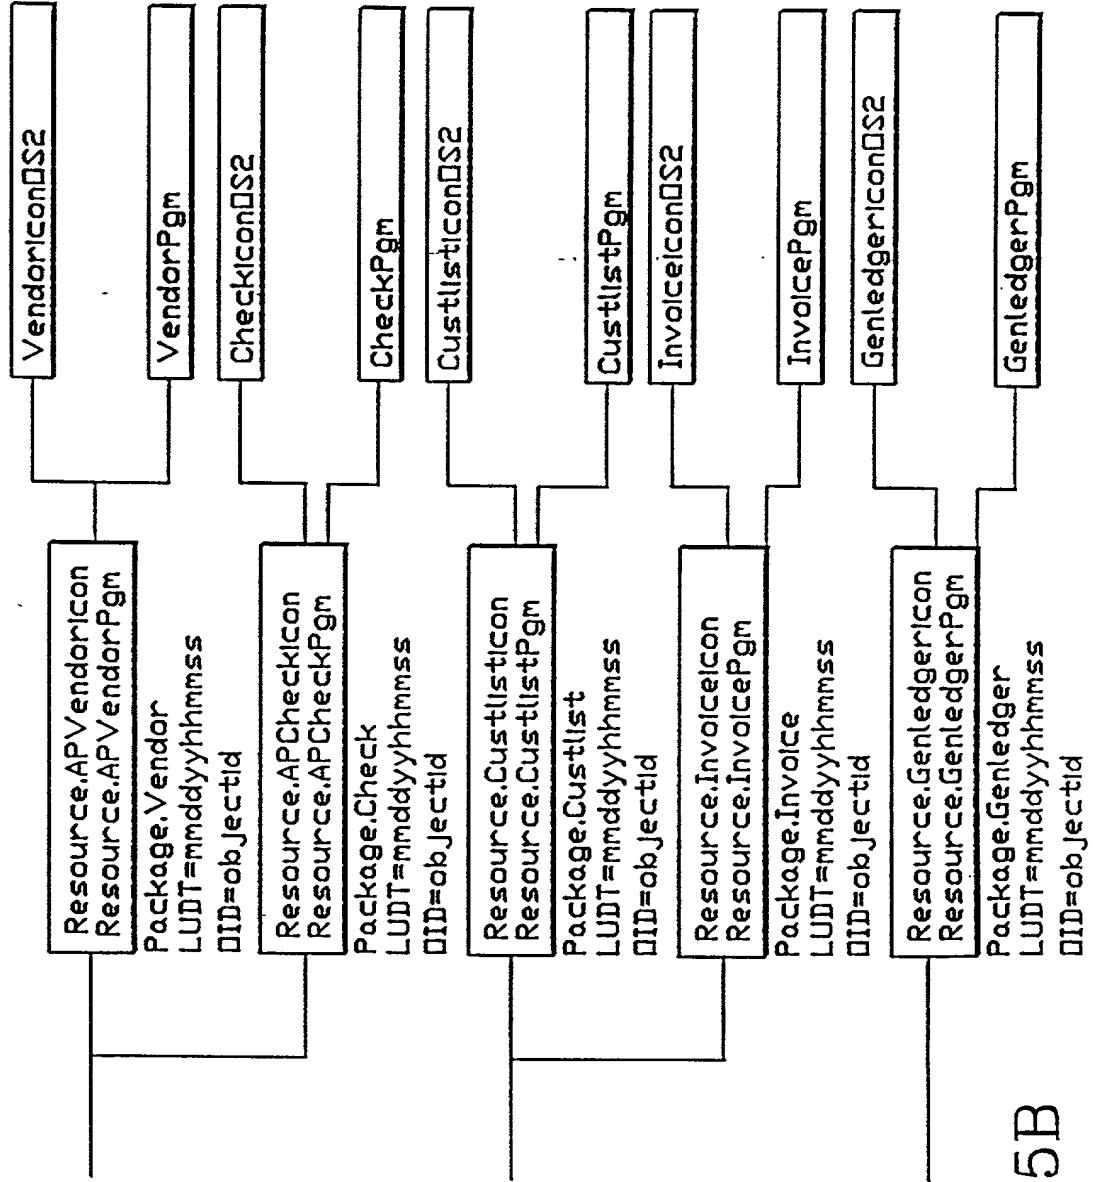 Resource.APVendorIcon
Resource.APVendorPgm
Package.Vendor
LUDT=mmddyyhhmmss
OID=objectid
VendorIconOS2
VendorPgm
Resource.APCheckIcon
Resource.APCheckPgm
Package.Check
LUDT=mmddyyhhmmss
OID=objectid
CheckIconOS2
CheckPgm
Resource.CustlistIcon
Resource.CustlistPgm
Package.Custlist
LUDT=mmddyyhhmmss
OID=objectid
CustlistIconOS2
CustlistPgm
Resource.InvoiceIcon
Resource.InvoicePgm
Package.Invoice
LUDT=mmddyyhhmmss
OID=objectid
InvoiceIconOS2
InvoicePgm
Resource.GenledgerIcon
Resource.GenledgerPgm
Package.Genledger
LUDT=mmddyyhhmmss
OID=objectid
GenledgerIconOS2
GenledgerPgm
5B